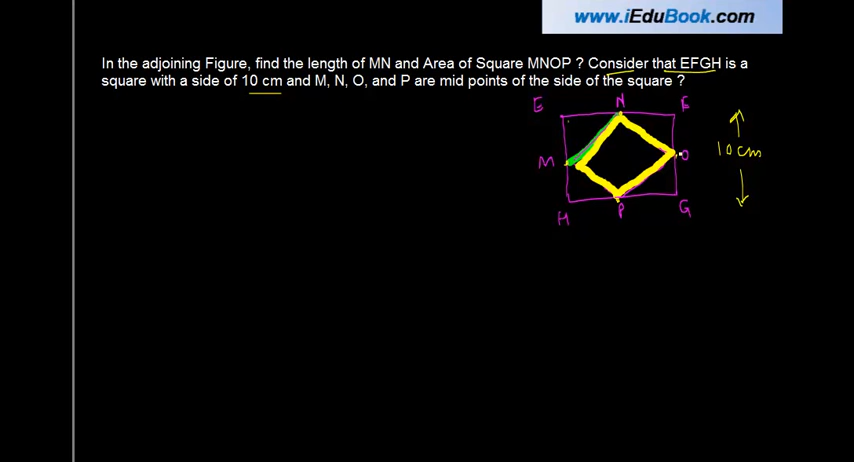 www.iEduBook.com
In the adjoining Figure, find the length of MN and Area of Square MNOP ? Consider that EFGH is a
square with a side of 10 cm and M, N, O, and P are mid points of the side of the square ?
E N E
M O 10 cm
H P G